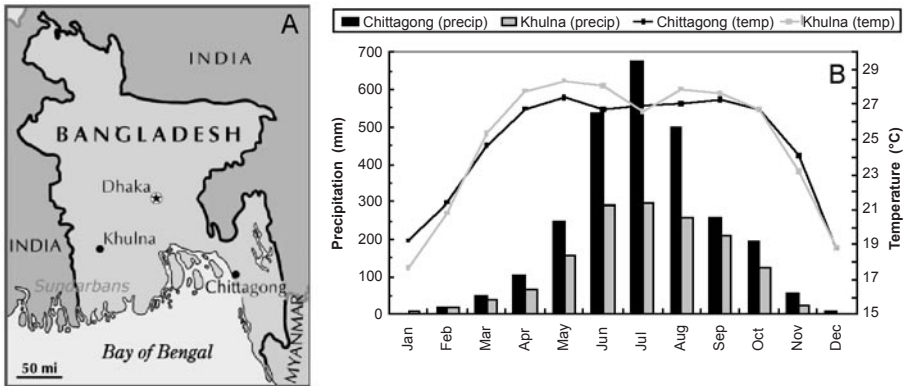 A
INDIA
BANGLADESH
Dhaka
Khulna
INDIA
Sundarbans
Chittagong
MYANMAR
Bay of Bengal
50 mi
Chittagong (precip) Khulna (precip) Chittagong (temp) Khulna (temp)
B
Precipitation (mm)
700
600
500
400
300
200
100
0
29
27
25
23
21
19
17
15
Temperature (°C)
Jan Feb Mar Apr May Jun Jul Aug Sep Oct Nov Dec